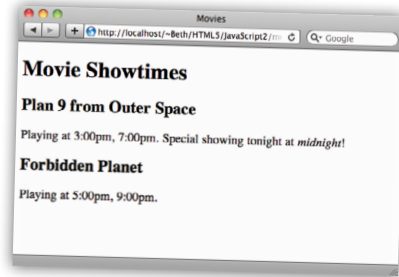 Movies
http://localhost/~Beth/HTML5/JavaScript2/m
Google
Movie Showtimes
Plan 9 from Outer Space
Playing at 3:00pm, 7:00pm. Special showing tonight at midnight!
Forbidden Planet
Playing at 5:00pm, 9:00pm.